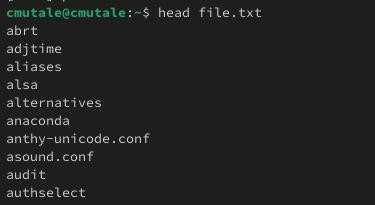 cmutale@cmutale:~$ head file.txt
abrt
adjtime
aliases
alsa
alternatives
anaconda
anthy-unicode.conf
asound.conf
audit
authselect